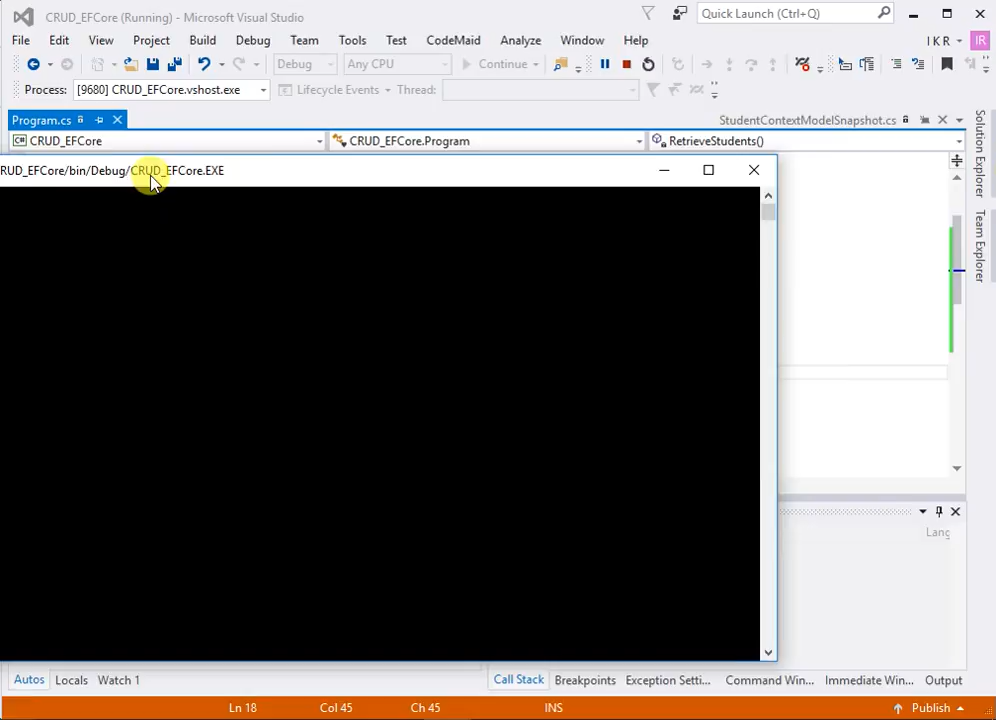 CRUD_EFCore (Running) - Microsoft Visual Studio
Quick Launch (Ctrl+Q)
File Edit View Project Build Debug Team Tools Test CodeMaid Analyze Window Help I K R IR
Debug Any CPU Continue
Process: [9680] CRUD_EFCore.vshost.exe Lifecycle Events Thread:
Program.cs StudentContextModelSnapshot.cs
CRUD_EFCore CRUD_EFCore.Program RetrieveStudents()
RUD_EFCore/bin/Debug/CRUD_EFCore.EXE
Solution Explorer
Team Explorer
Lang
Autos Locals Watch 1 Call Stack Breakpoints Exception Setti... Command Win... Immediate Win... Output
Ln 18 Col 45 Ch 45 INS Publish